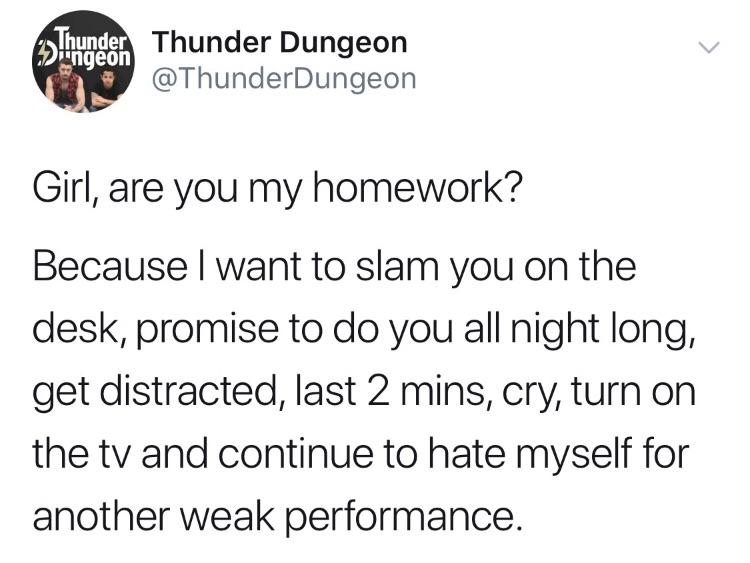 Thunder
Dungeon
Thunder Dungeon
@ThunderDungeon
Girl, are you my homework?
Because I want to slam you on the
desk, promise to do you all night long,
get distracted, last 2 mins, cry, turn on
the tv and continue to hate myself for
another weak performance.